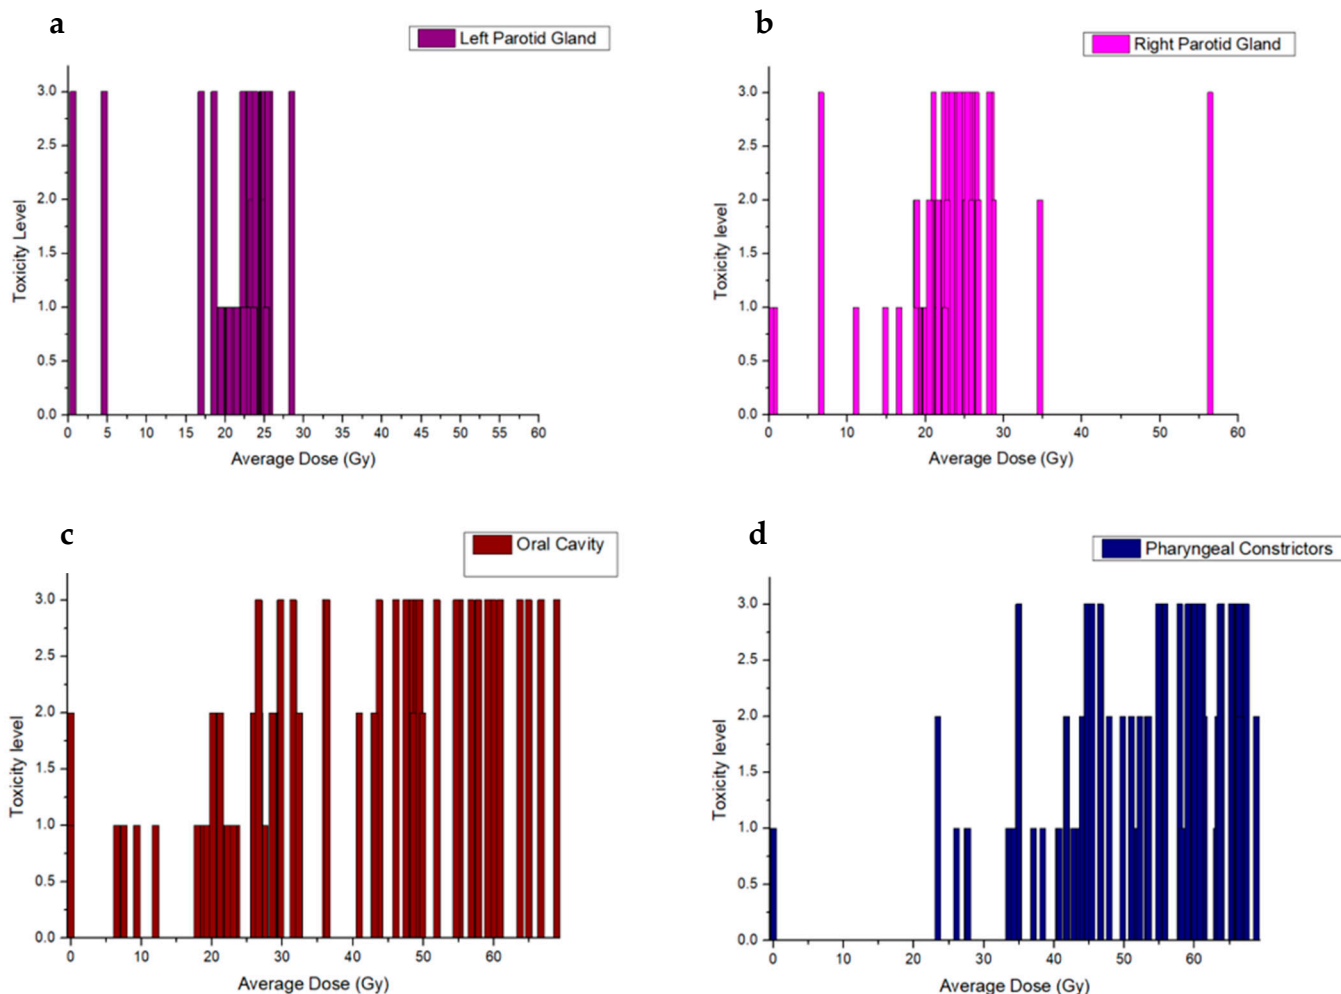 a
Left Parotid Gland
3.0
2.5
2.0
1.5
1.0
0.5
0.0
Toxicity Level
0 5 10 15 20 25 30 35 40 45 50 55 60
Average Dose (Gy)
b
Right Parotid Gland
3.0
2.5
2.0
1.5
1.0
0.5
0.0
Toxicity level
0 10 20 30 40 50 60
Average Dose (Gy)
c
Oral Cavity
3.0
2.5
2.0
1.5
1.0
0.5
0.0
Toxicity level
0 10 20 30 40 50 60
Average Dose (Gy)
d
Pharyngeal Constrictors
3.0
2.5
2.0
1.5
1.0
0.5
0.0
Toxicity level
0 10 20 30 40 50 60
Average Dose (Gy)